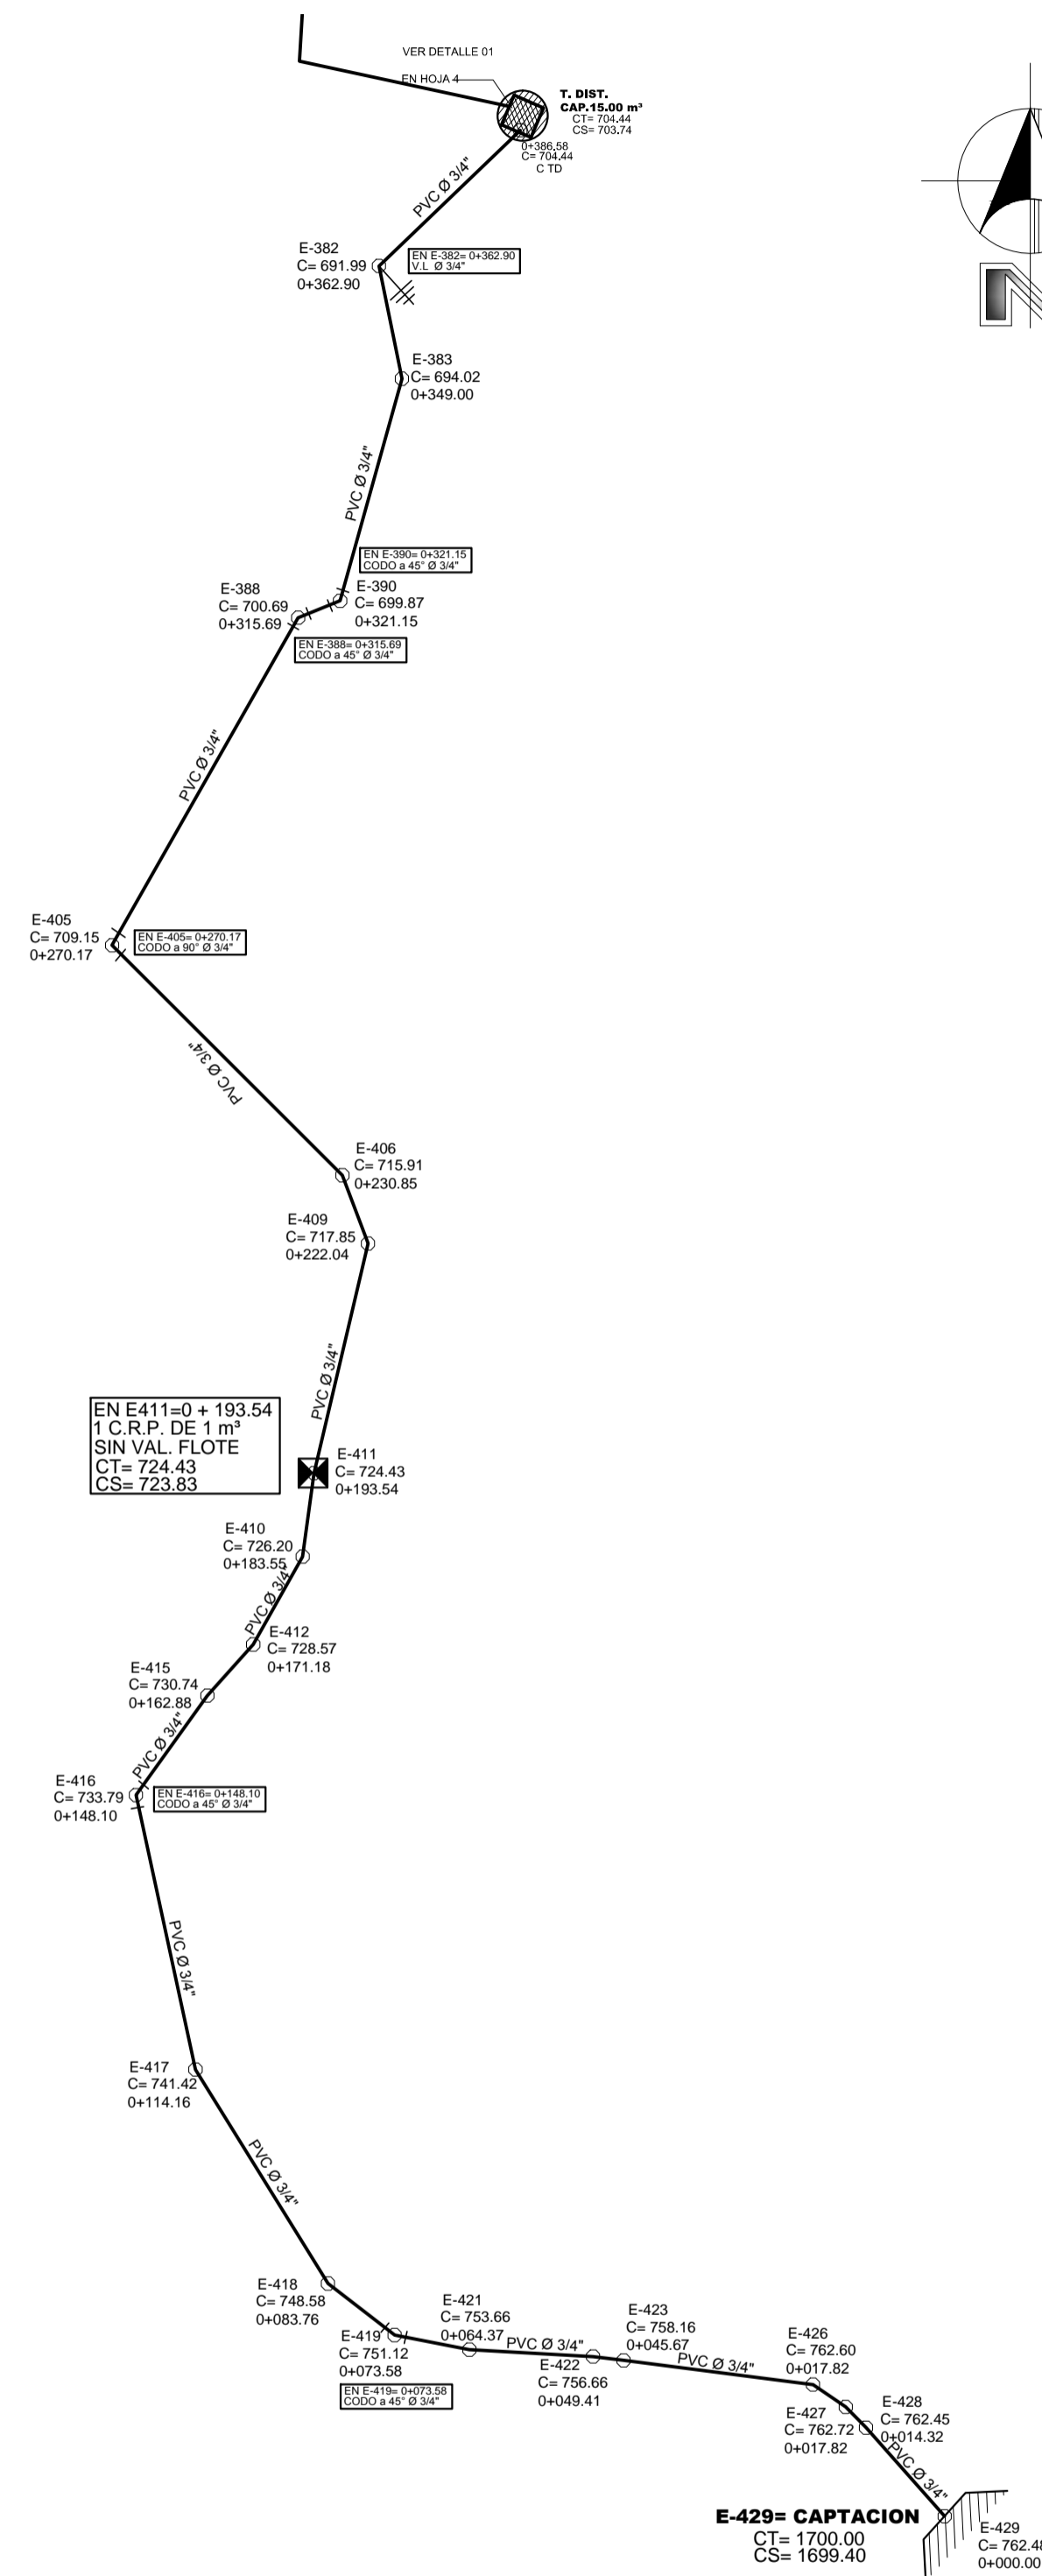 VER DETALLE 01
EN HOJA 4
T. DIST.
CAP.15.00 m³
CT= 704.44
CS= 703.74
0+386.58
C= 704.44
C TD
PVC Ø 3/4"
E-382
C= 691.99
0+362.90
EN E-382= 0+362.90
V.L Ø 3/4"
E-383
C= 694.02
0+349.00
PVC Ø 3/4"
EN E-390= 0+321.15
CODO a 45° Ø 3/4"
E-390
C= 699.87
0+321.15
E-388
C= 700.69
0+315.69
EN E-388= 0+315.69
CODO a 45° Ø 3/4"
PVC Ø 3/4"
E-405
C= 709.15
0+270.17
EN E-405= 0+270.17
CODO a 90° Ø 3/4"
PVC Ø 3/4"
E-406
C= 715.91
0+230.85
E-409
C= 717.85
0+222.04
PVC Ø 3/4"
EN E411=0 + 193.54
1 C.R.P. DE 1 m³
SIN VAL. FLOTE
CT= 724.43
CS= 723.83
E-411
C= 724.43
0+193.54
E-410
C= 726.20
0+183.55
PVC Ø 3/4"
E-412
C= 728.57
0+171.18
E-415
C= 730.74
0+162.88
PVC Ø 3/4"
E-416
C= 733.79
0+148.10
EN E-416= 0+148.10
CODO a 45° Ø 3/4"
PVC Ø 3/4"
E-417
C= 741.42
0+114.16
PVC Ø 3/4"
E-418
C= 748.58
0+083.76
E-419
C= 751.12
0+073.58
EN E-419= 0+073.58
CODO a 45° Ø 3/4"
E-421
C= 753.66
0+064.37
PVC Ø 3/4"
E-422
C= 756.66
0+049.41
E-423
C= 758.16
0+045.67
PVC Ø 3/4"
E-426
C= 762.60
0+017.82
E-427
C= 762.72
0+017.82
E-428
C= 762.45
0+014.32
PVC Ø 3/4"
E-429= CAPTACION
CT= 1700.00
CS= 1699.40
E-429
C= 762.48
0+000.00